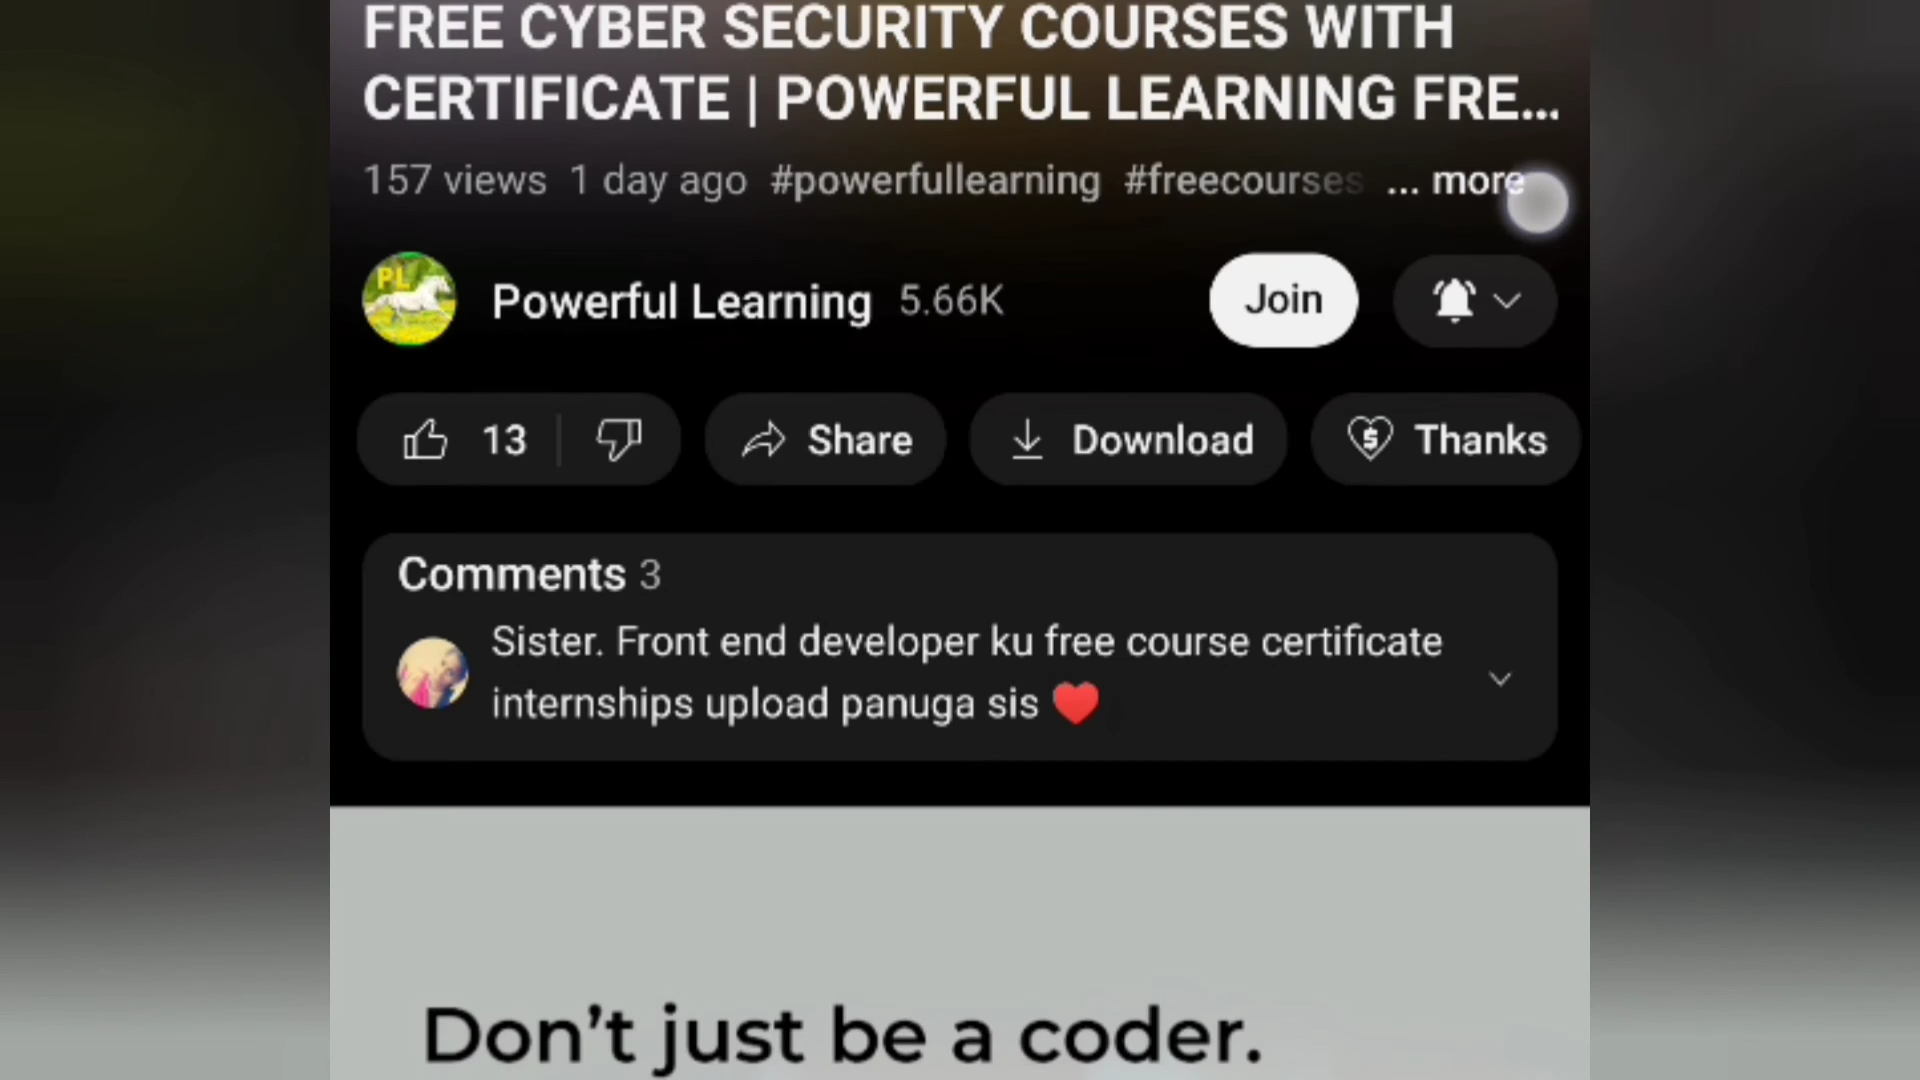 FREE CYBER SECURITY COURSES WITH
CERTIFICATE | POWERFUL LEARNING FRE...
157 views 1 day ago #powerfullearning #freecourses ... more
PL
Powerful Learning 5.66K
Join
13
Share
Download
Thanks
Comments 3
Sister. Front end developer ku free course certificate
internships upload panuga sis ❤️
Don't just be a coder.